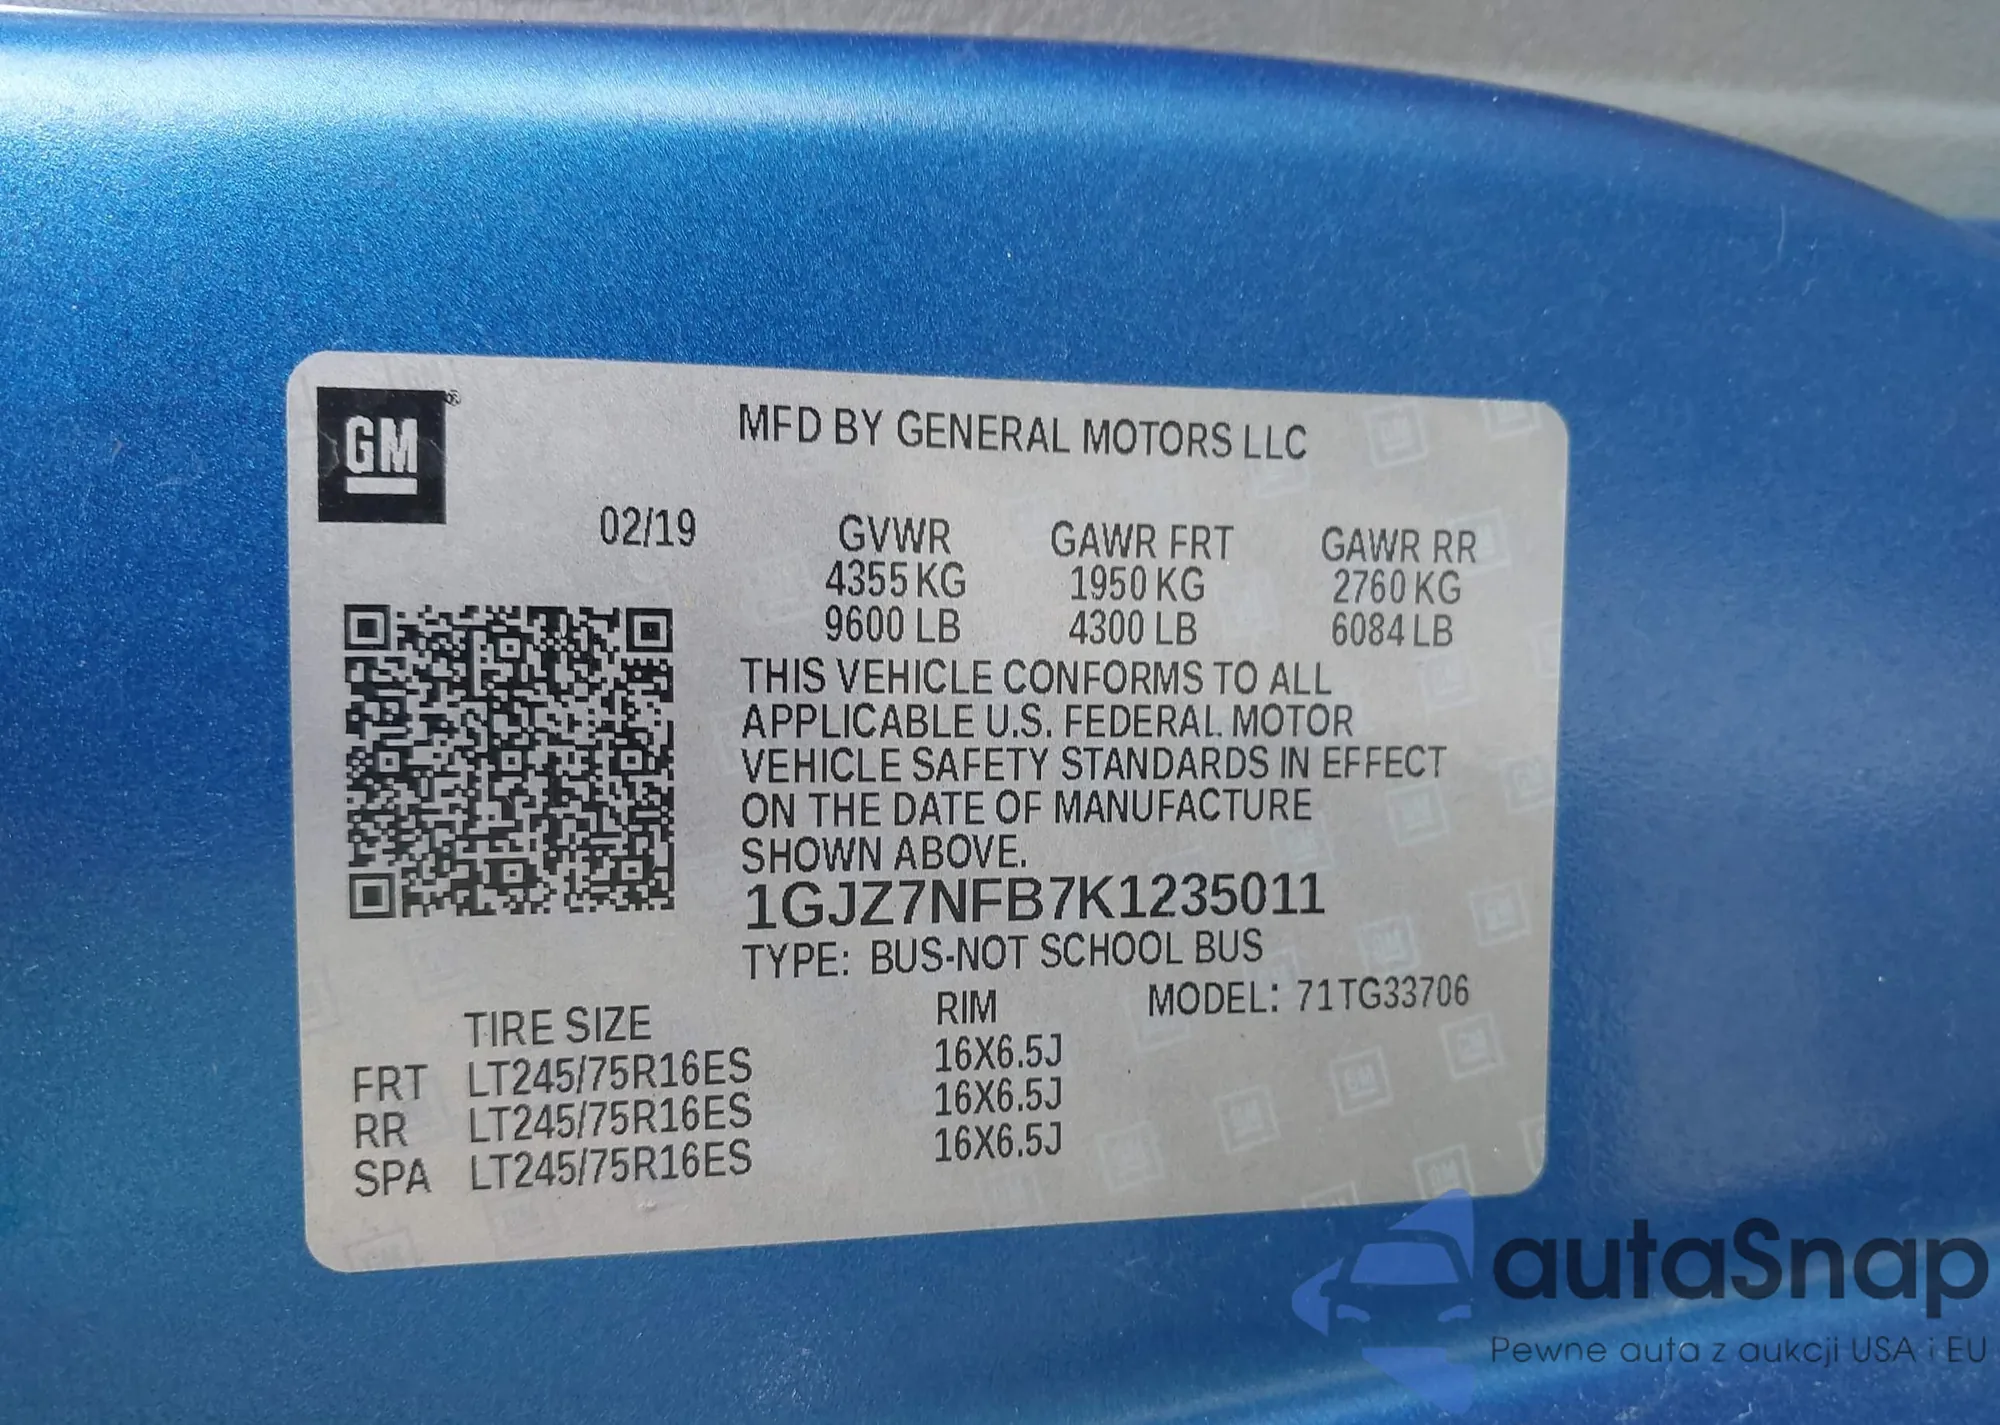 GM
MFD BY GENERAL MOTORS LLC
02/19 GVWR GAWR FRT GAWR RR
4355 KG 1950 KG 2760 KG
9600 LB 4300 LB 6084 LB
THIS VEHICLE CONFORMS TO ALL
APPLICABLE U.S. FEDERAL MOTOR
VEHICLE SAFETY STANDARDS IN EFFECT
ON THE DATE OF MANUFACTURE
SHOWN ABOVE.
1GJZ7NFB7K1235011
TYPE: BUS-NOT SCHOOL BUS
MODEL: 71TG33706
TIRE SIZE RIM
FRT LT245/75R16ES 16X6.5J
RR LT245/75R16ES 16X6.5J
SPA LT245/75R16ES 16X6.5J
autaSnap
Pewne auta z aukcji USA i EU